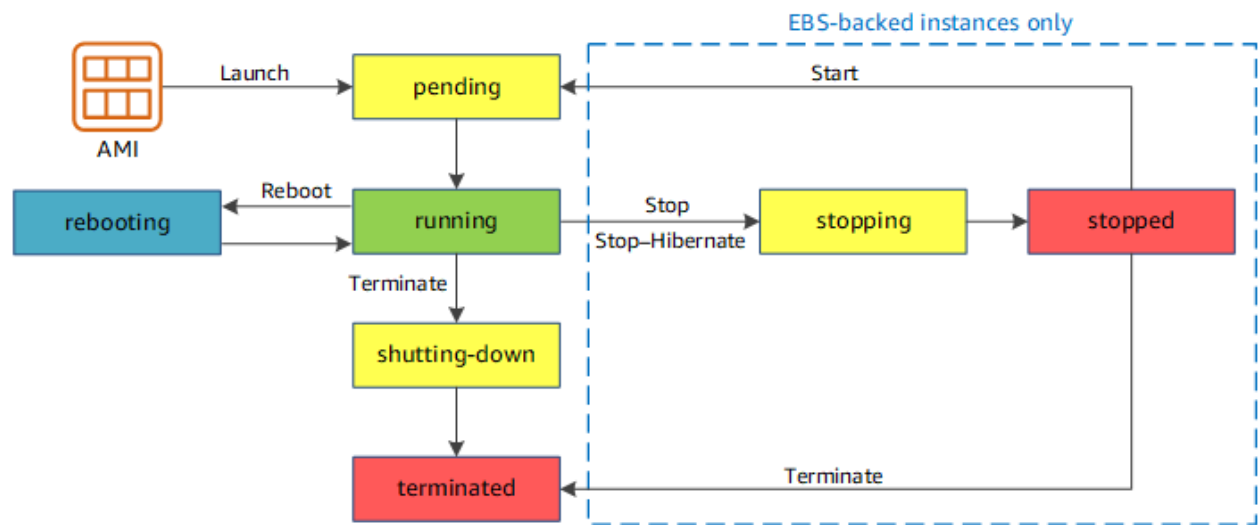 EBS-backed instances only
Launch
pending
Start
AMI
rebooting
Reboot
running
Stop
Stop–Hibernate
stopping
stopped
Terminate
shutting-down
terminated
Terminate